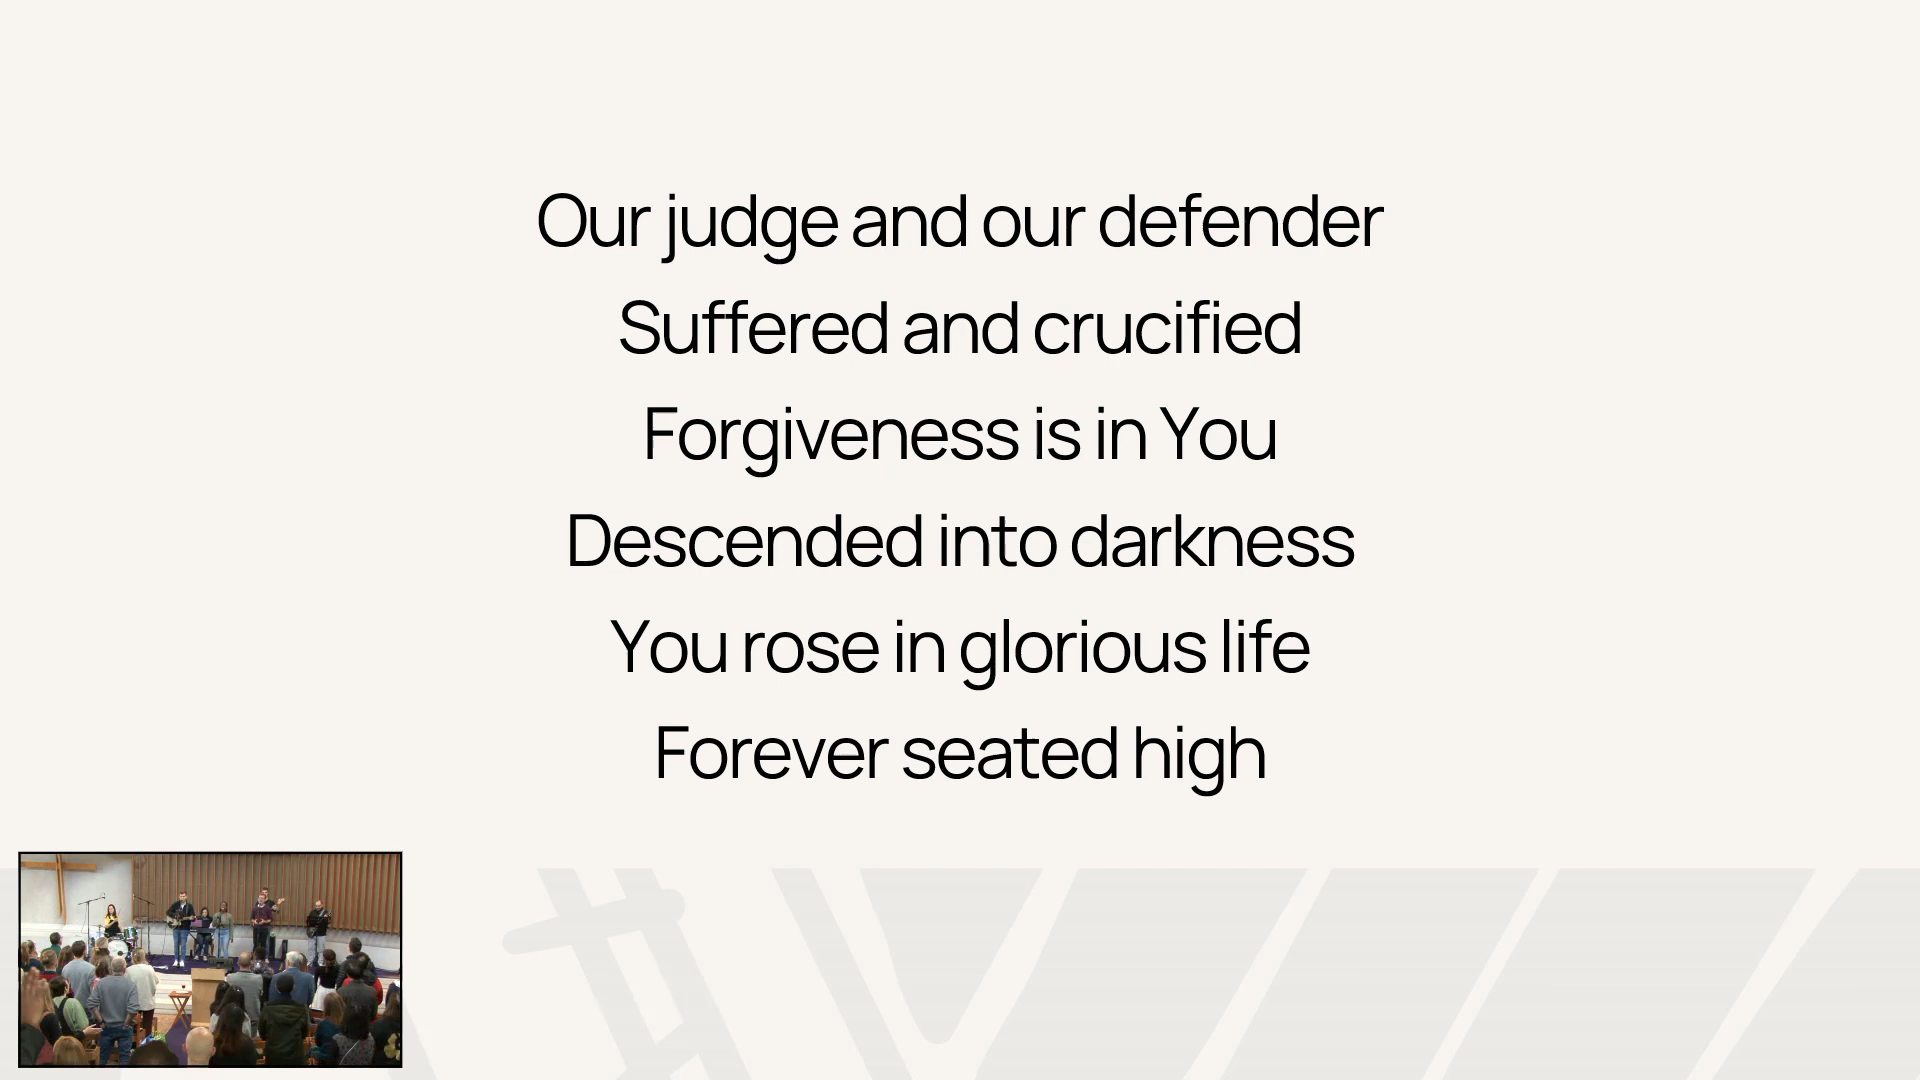 Our judge and our defender
Suffered and crucified
Forgiveness is in You
Descended into darkness
You rose in glorious life
Forever seated high